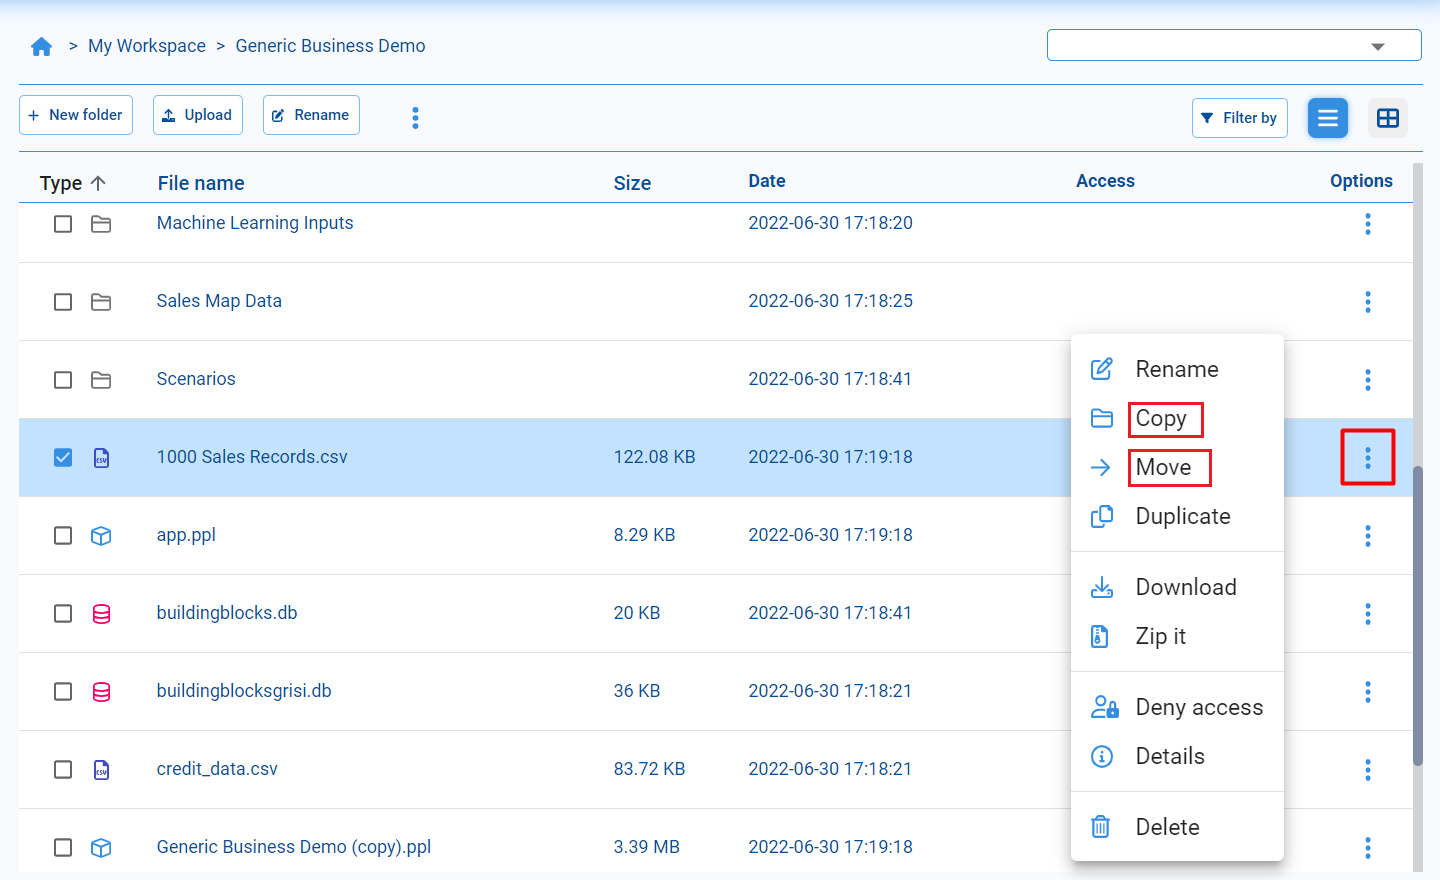 > My Workspace > Generic Business Demo
+ New folder Upload Rename Filter by
Type File name Size Date Access Options
Machine Learning Inputs 2022-06-30 17:18:20
Sales Map Data 2022-06-30 17:18:25
Scenarios 2022-06-30 17:18:41
1000 Sales Records.csv 122.08 KB 2022-06-30 17:19:18
app.ppl 8.29 KB 2022-06-30 17:19:18
buildingblocks.db 20 KB 2022-06-30 17:18:41
buildingblocksgrisi.db 36 KB 2022-06-30 17:18:21
credit_data.csv 83.72 KB 2022-06-30 17:18:21
Generic Business Demo (copy).ppl 3.39 MB 2022-06-30 17:19:18
Rename
Copy
Move
Duplicate
Download
Zip it
Deny access
Details
Delete